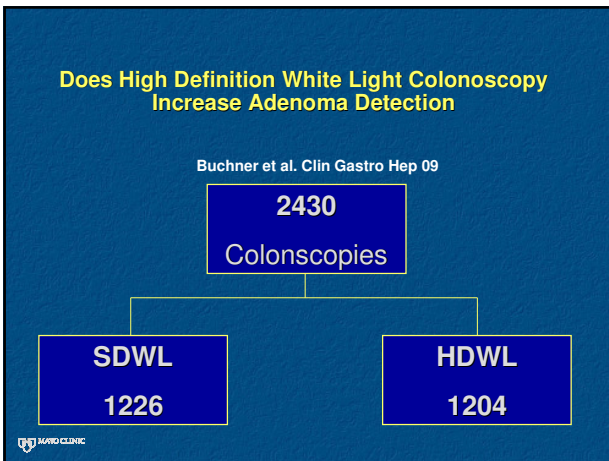 Does High Definition White Light Colonoscopy
Increase Adenoma Detection
Buchner et al. Clin Gastro Hep 09
2430
Colonscopies
SDWL
1226
HDWL
1204
MAYO CLINIC